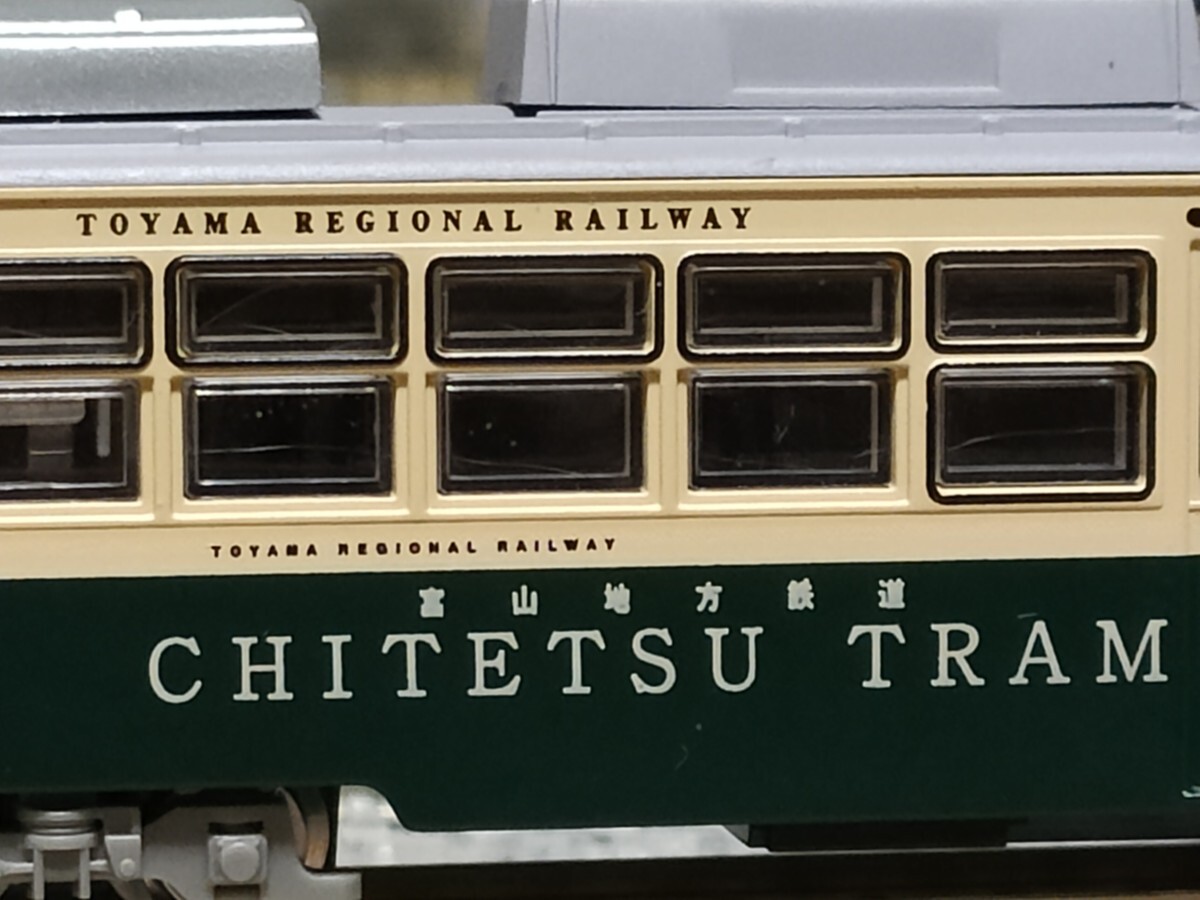 TOYAMA REGIONAL RAILWAY
TOYAMA REGIONAL RAILWAY
富山地方鉄道
CHITETSU TRAM